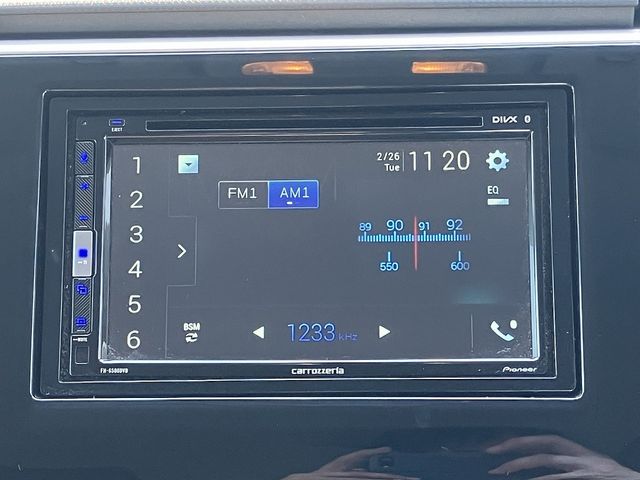 EJECT
DIVX
1
2
3
4
5
6
2/26
Tue
11 20
FM1
AM1
EQ
89 90 91 92
550 600
BSM
1233 kHz
MUTE
FH-6500DVD
carrozzeria
Pioneer